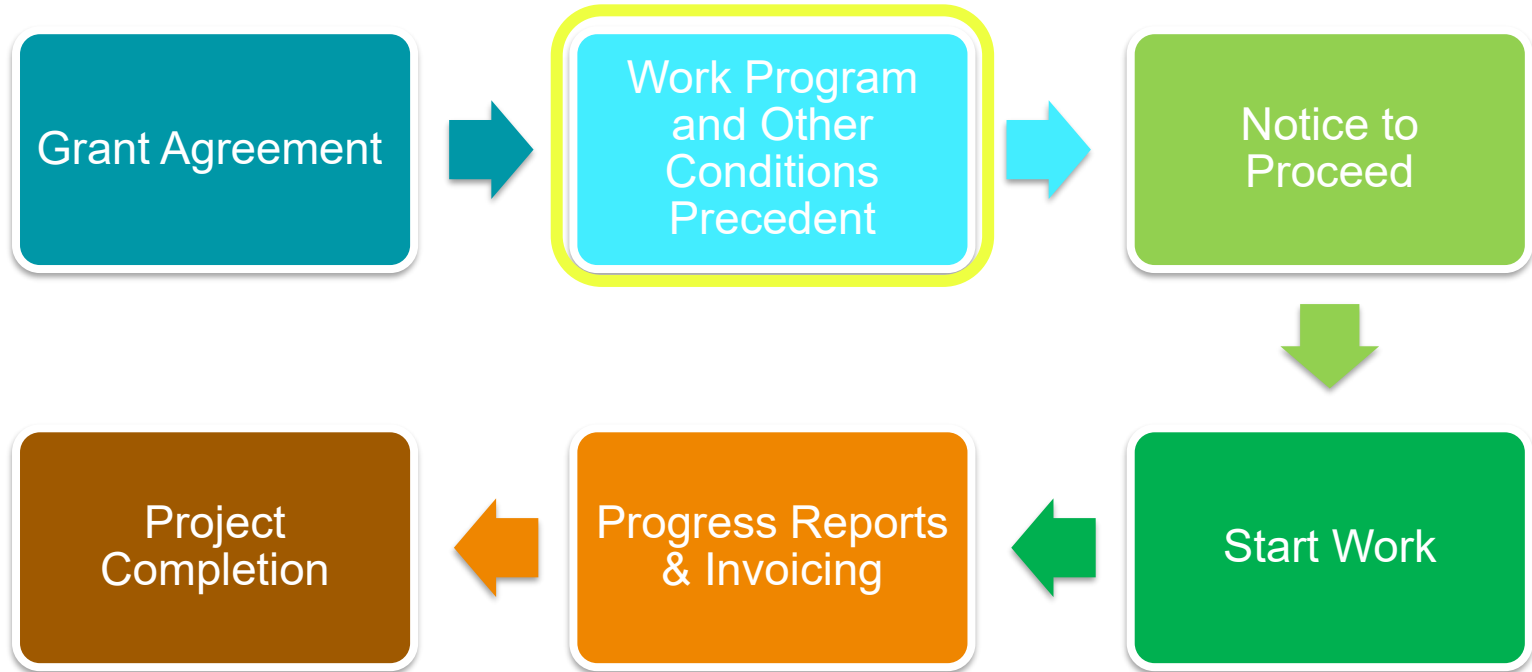 Grant Agreement
Work Program
and Other
Conditions
Precedent
Notice to
Proceed
Start Work
Progress Reports
& Invoicing
Project
Completion